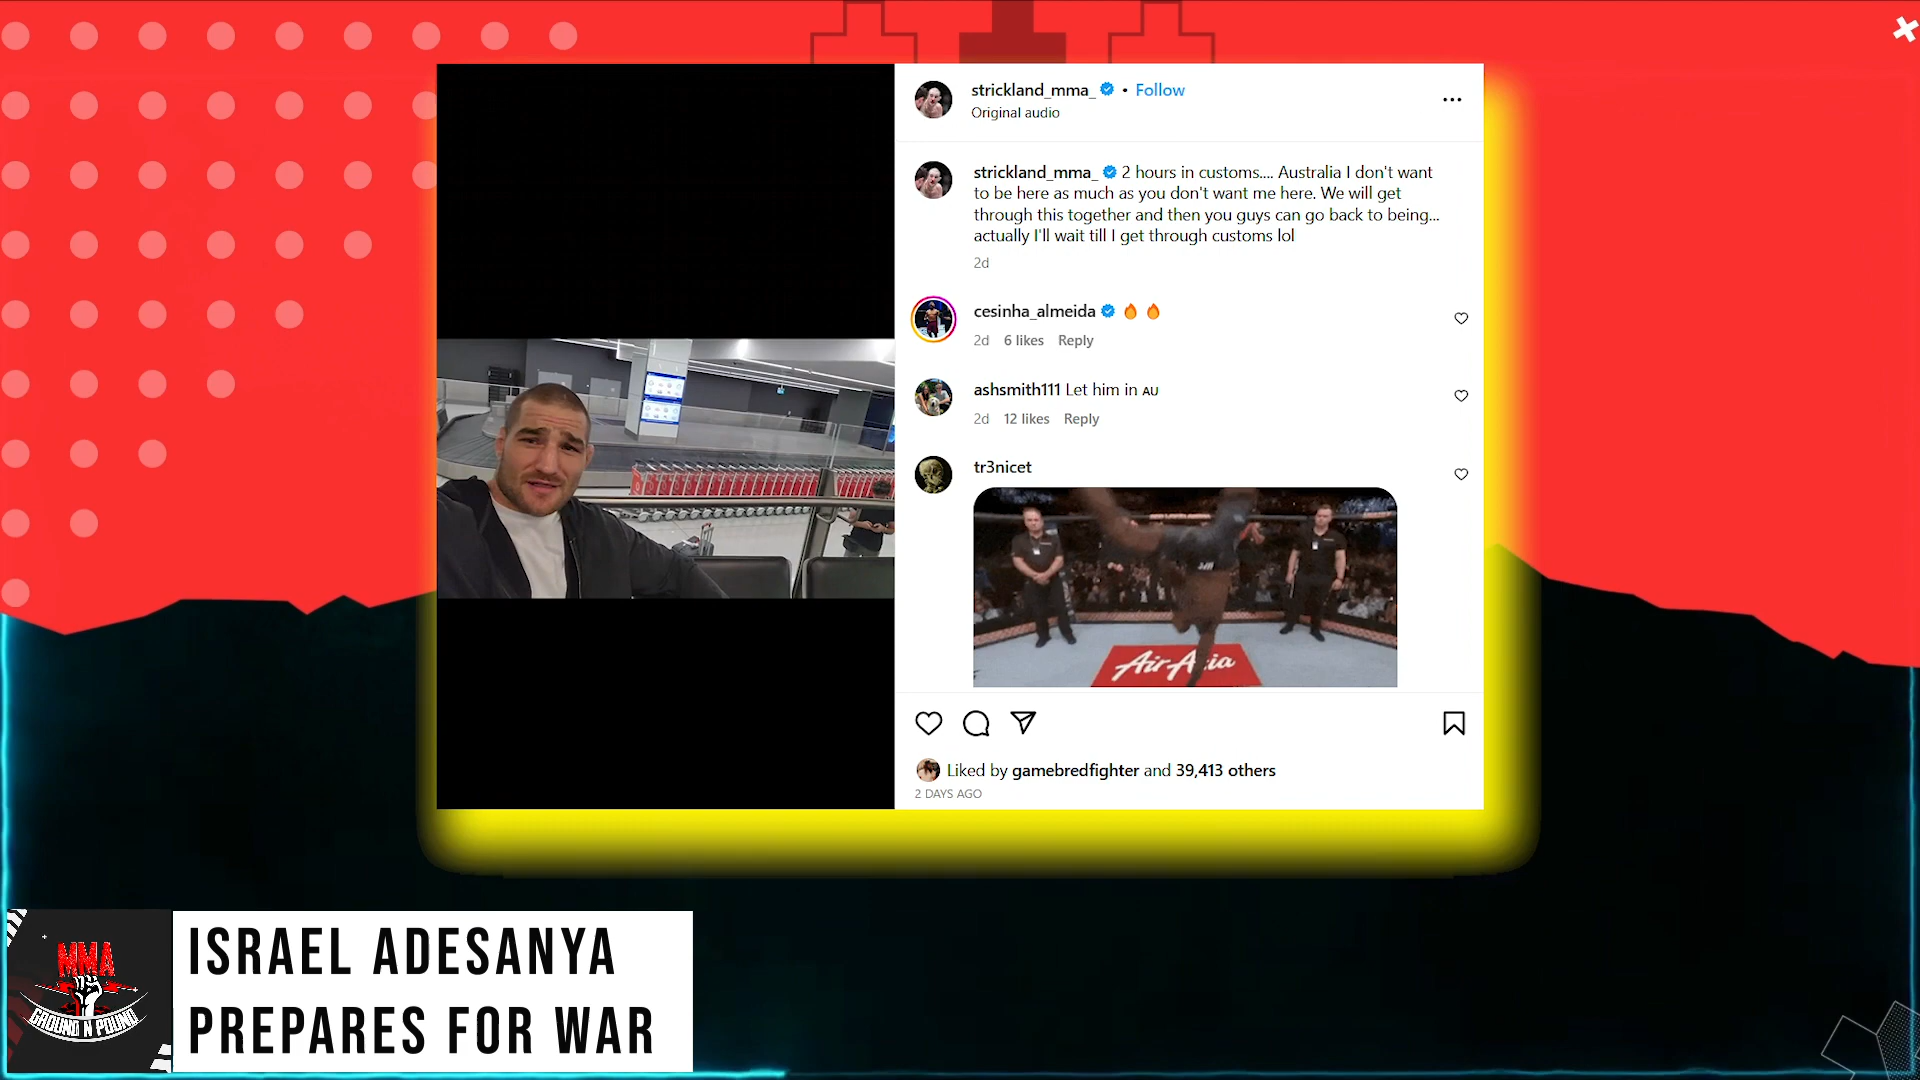 strickland_mma_ • Follow
Original audio
strickland_mma_ 2 hours in customs.... Australia I don't want
to be here as much as you don't want me here. We will get
through this together and then you guys can go back to being...
actually I'll wait till I get through customs lol
2d
cesinha_almeida 🔥 🔥
2d 6 likes Reply
ashsmith111 Let him in AU
2d 12 likes Reply
tr3nicet
AirAsia
Liked by gamebredfighter and 39,413 others
2 DAYS AGO
MMA
GROUND N POUND
ISRAEL ADESANYA
PREPARES FOR WAR